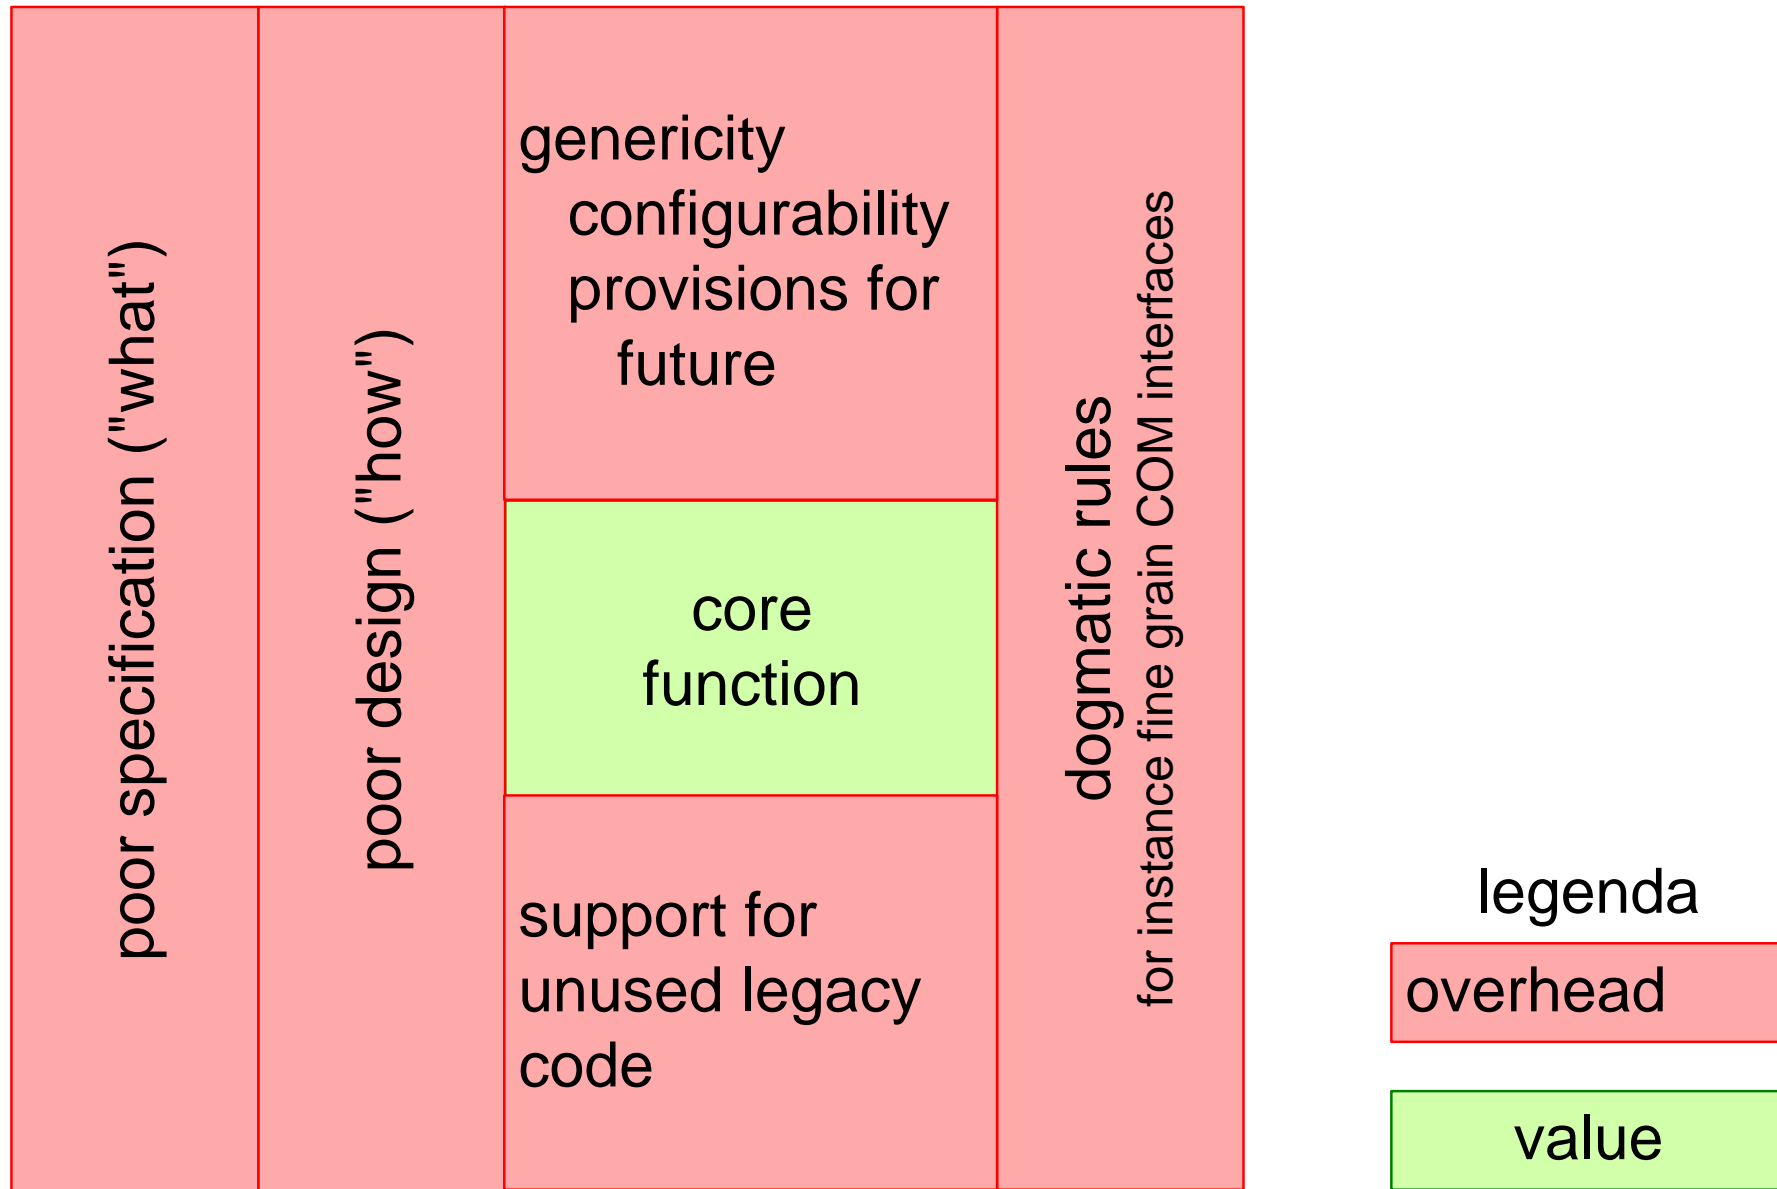 poor specification ("what")
poor design ("how")
genericity
configurability
provisions for
future
core
function
support for
unused legacy
code
dogmatic rules
for instance fine grain COM interfaces
legenda
overhead
value